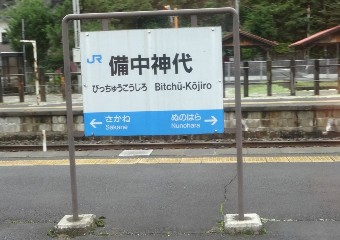 JR 備中神代
びっちゅうこうじろ Bitchū-Kōjiro
さかね ぬのはら
Sakane Nunohara